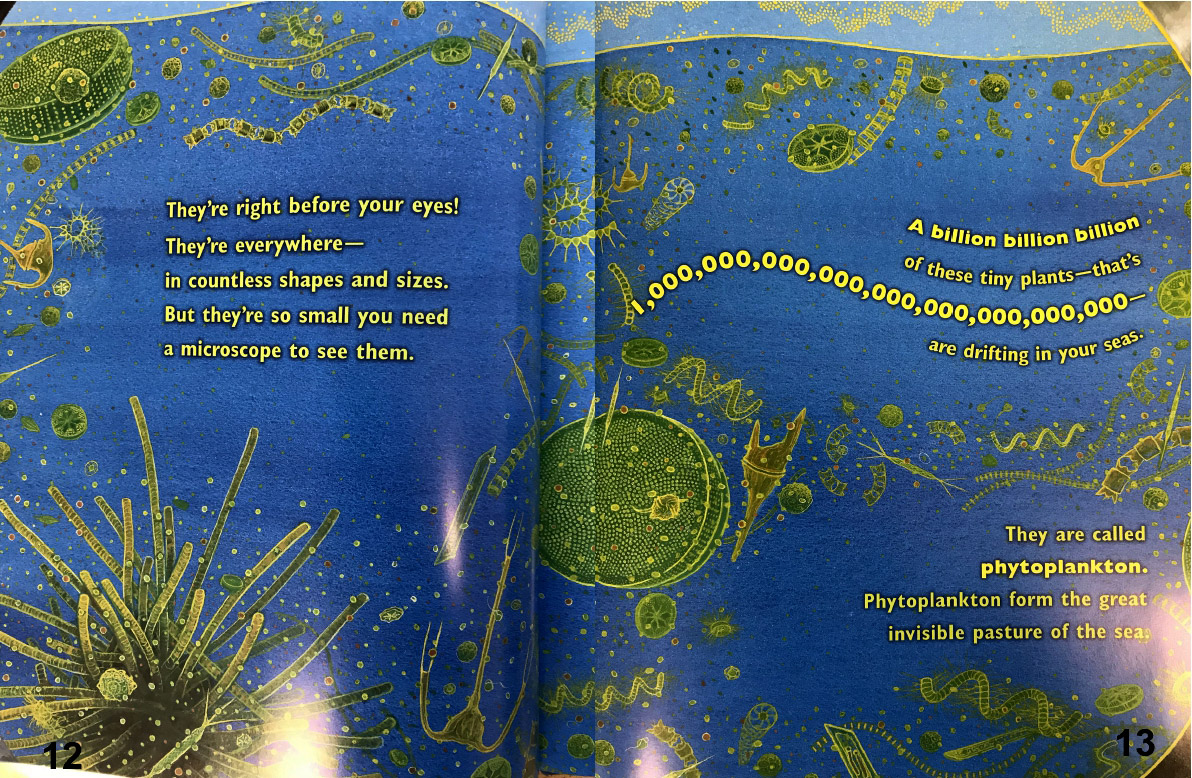 They're right before your eyes!
They're everywhere—
in countless shapes and sizes.
But they're so small you need
a microscope to see them.
12
A billion billion billion
of these tiny plants—that's
1,000,000,000,000,000,000,000,000,000—
are drifting in your seas.
They are called
phytoplankton.
Phytoplankton form the great
invisible pasture of the sea.
13